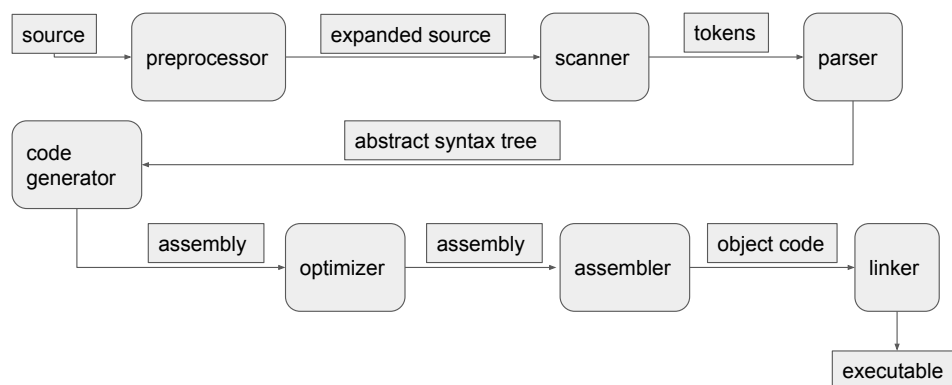 source
preprocessor
expanded source
scanner
tokens
parser
abstract syntax tree
code
generator
assembly
optimizer
assembly
assembler
object code
linker
executable